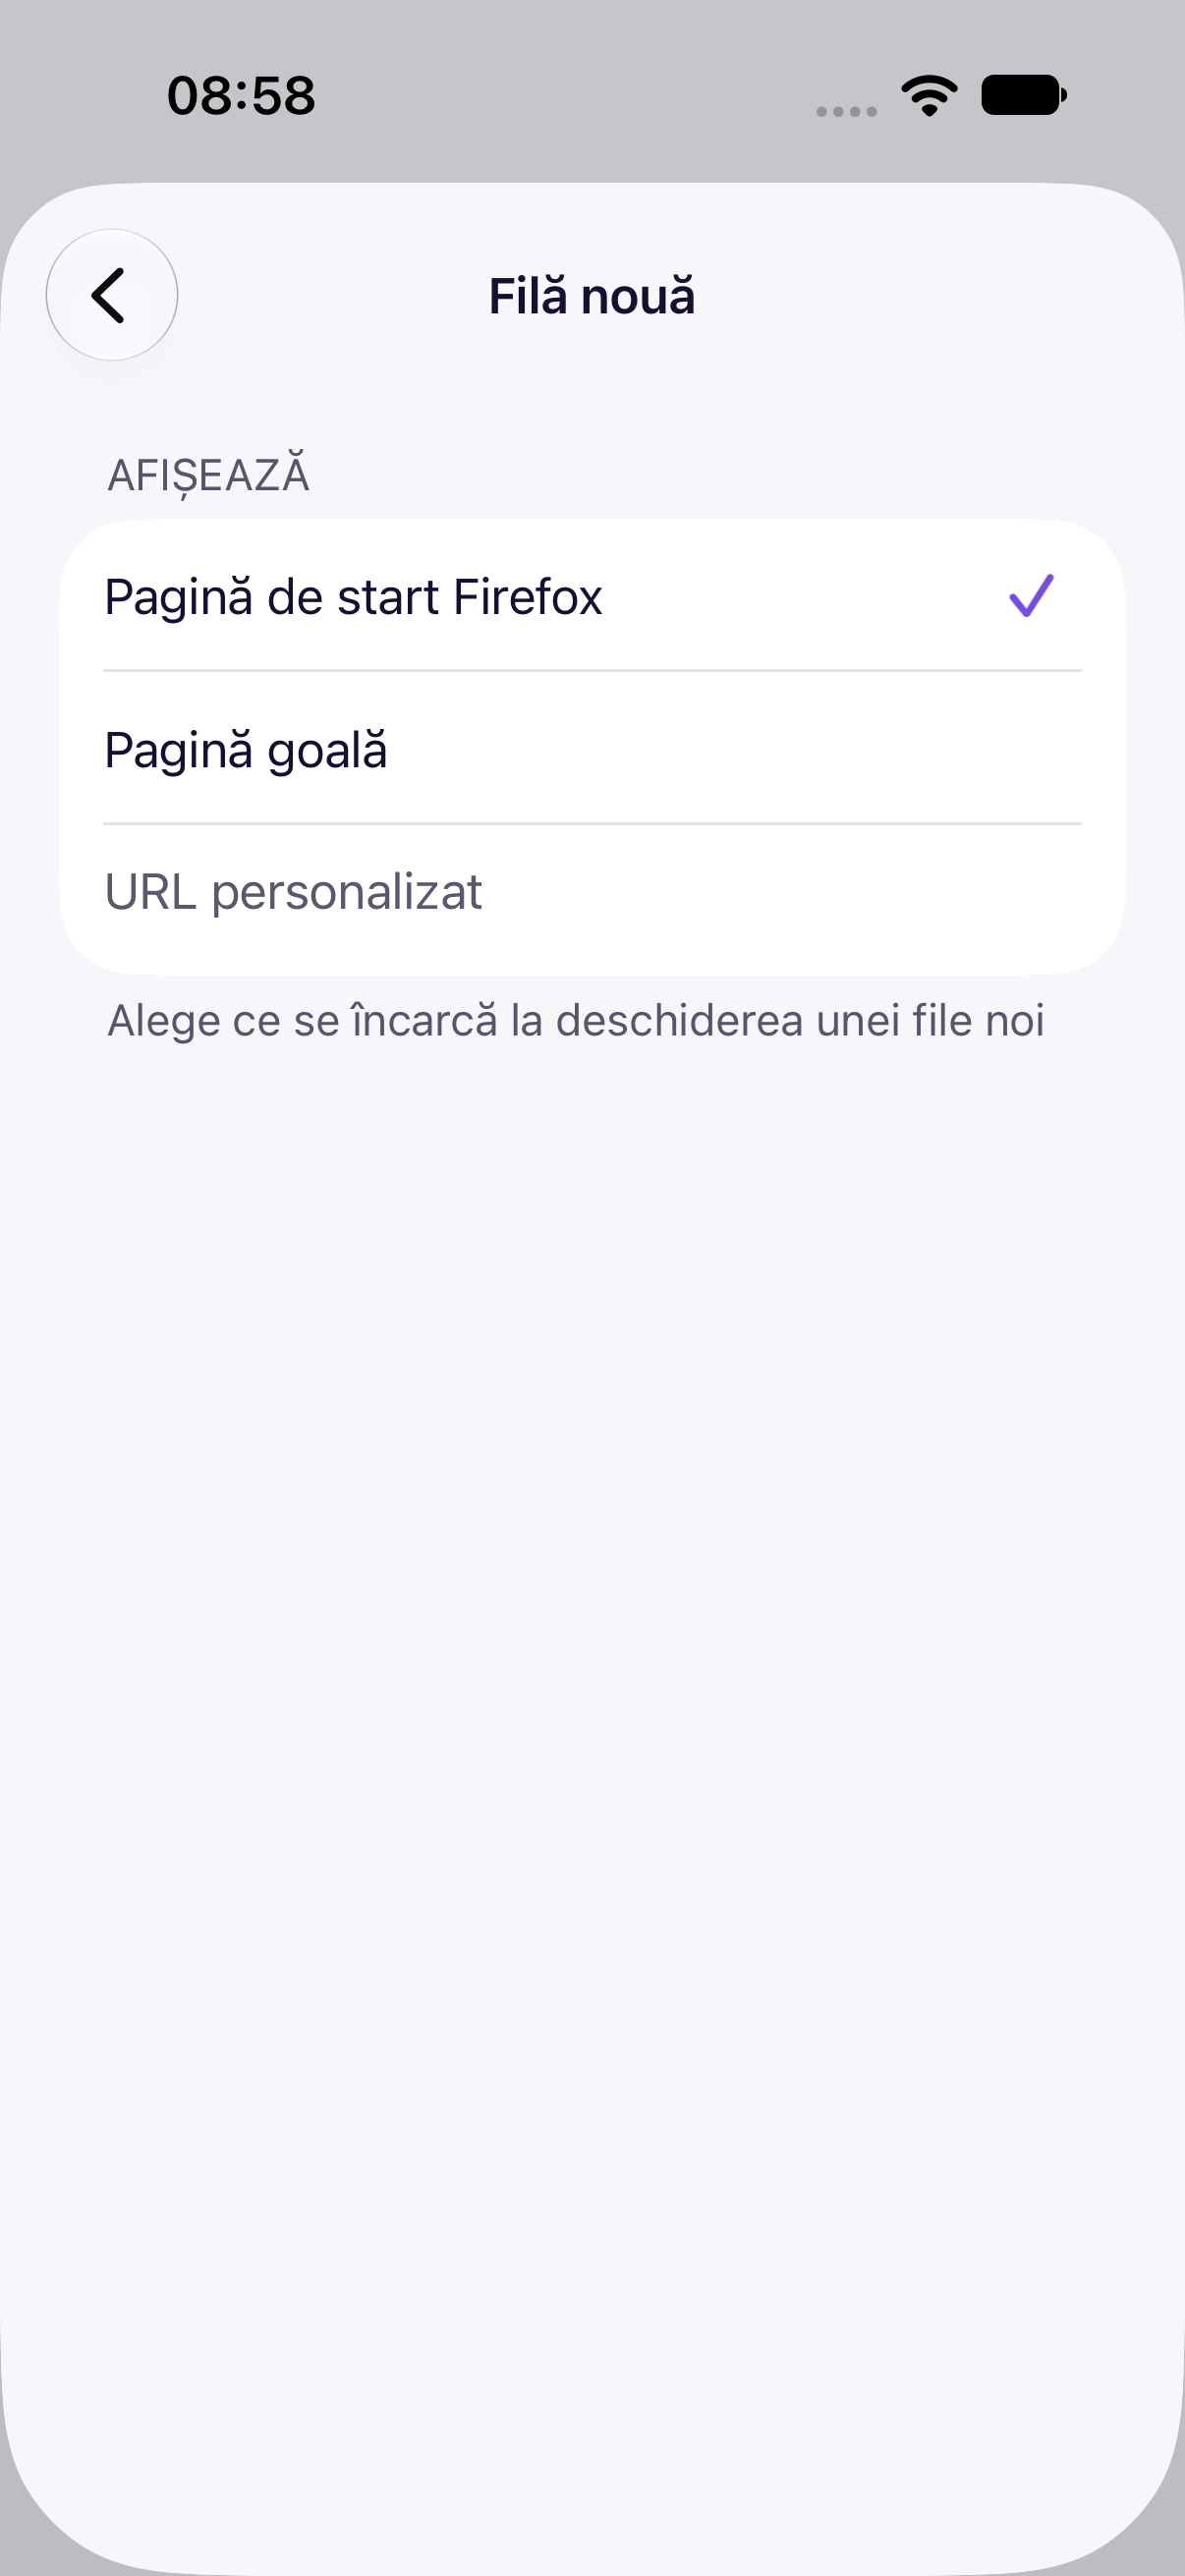 08:58
Filă nouă
AFIȘEAZĂ
Pagină de start Firefox
Pagină goală
URL personalizat
Alege ce se încarcă la deschiderea unei file noi